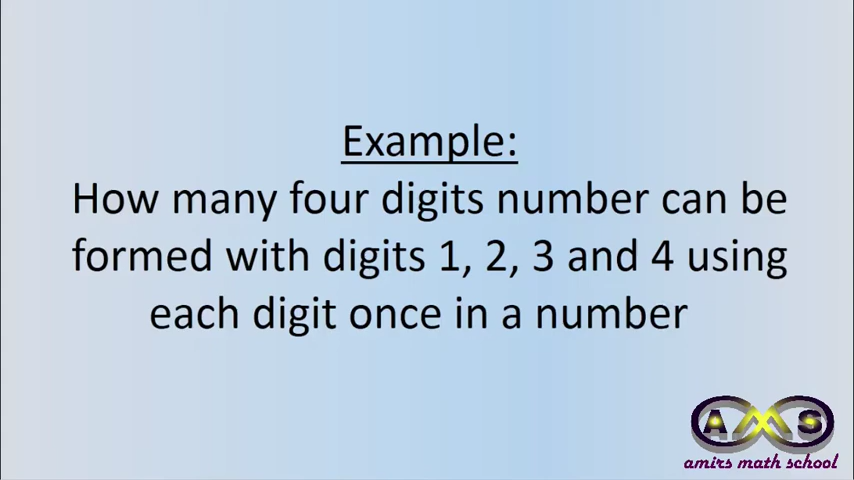 Example:
How many four digits number can be
formed with digits 1, 2, 3 and 4 using
each digit once in a number
AMS
amirs math school